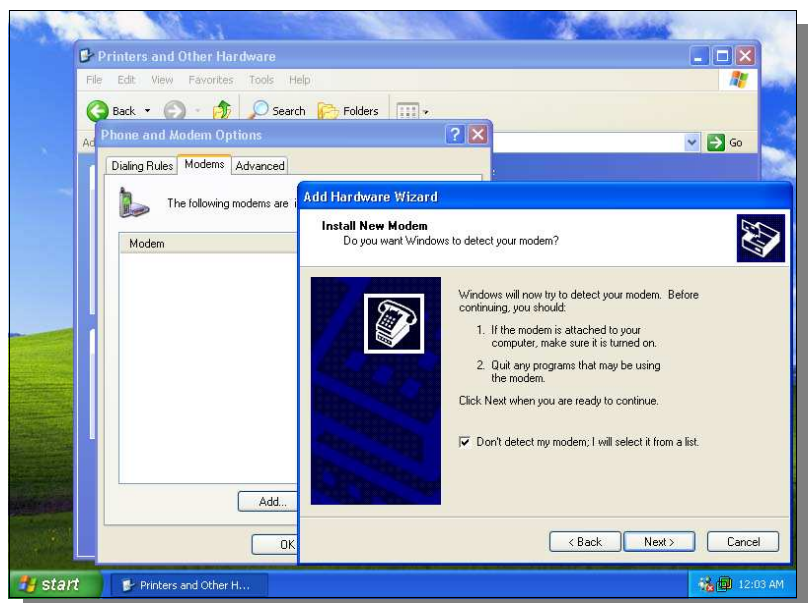 Printers and Other Hardware
File Edit View Favorites Tools Help
Back
Search Folders
Ad
Go
Phone and Modem Options
Dialing Rules Modems Advanced
The following modems are i
Modem
Add...
OK
Add Hardware Wizard
Install New Modem
Do you want Windows to detect your modem?
Windows will now try to detect your modem. Before
continuing, you should:
1. If the modem is attached to your
computer, make sure it is turned on.
2. Quit any programs that may be using
the modem.
Click Next when you are ready to continue.
Don't detect my modem; I will select it from a list.
< Back Next > Cancel
start Printers and Other H... 12:03 AM